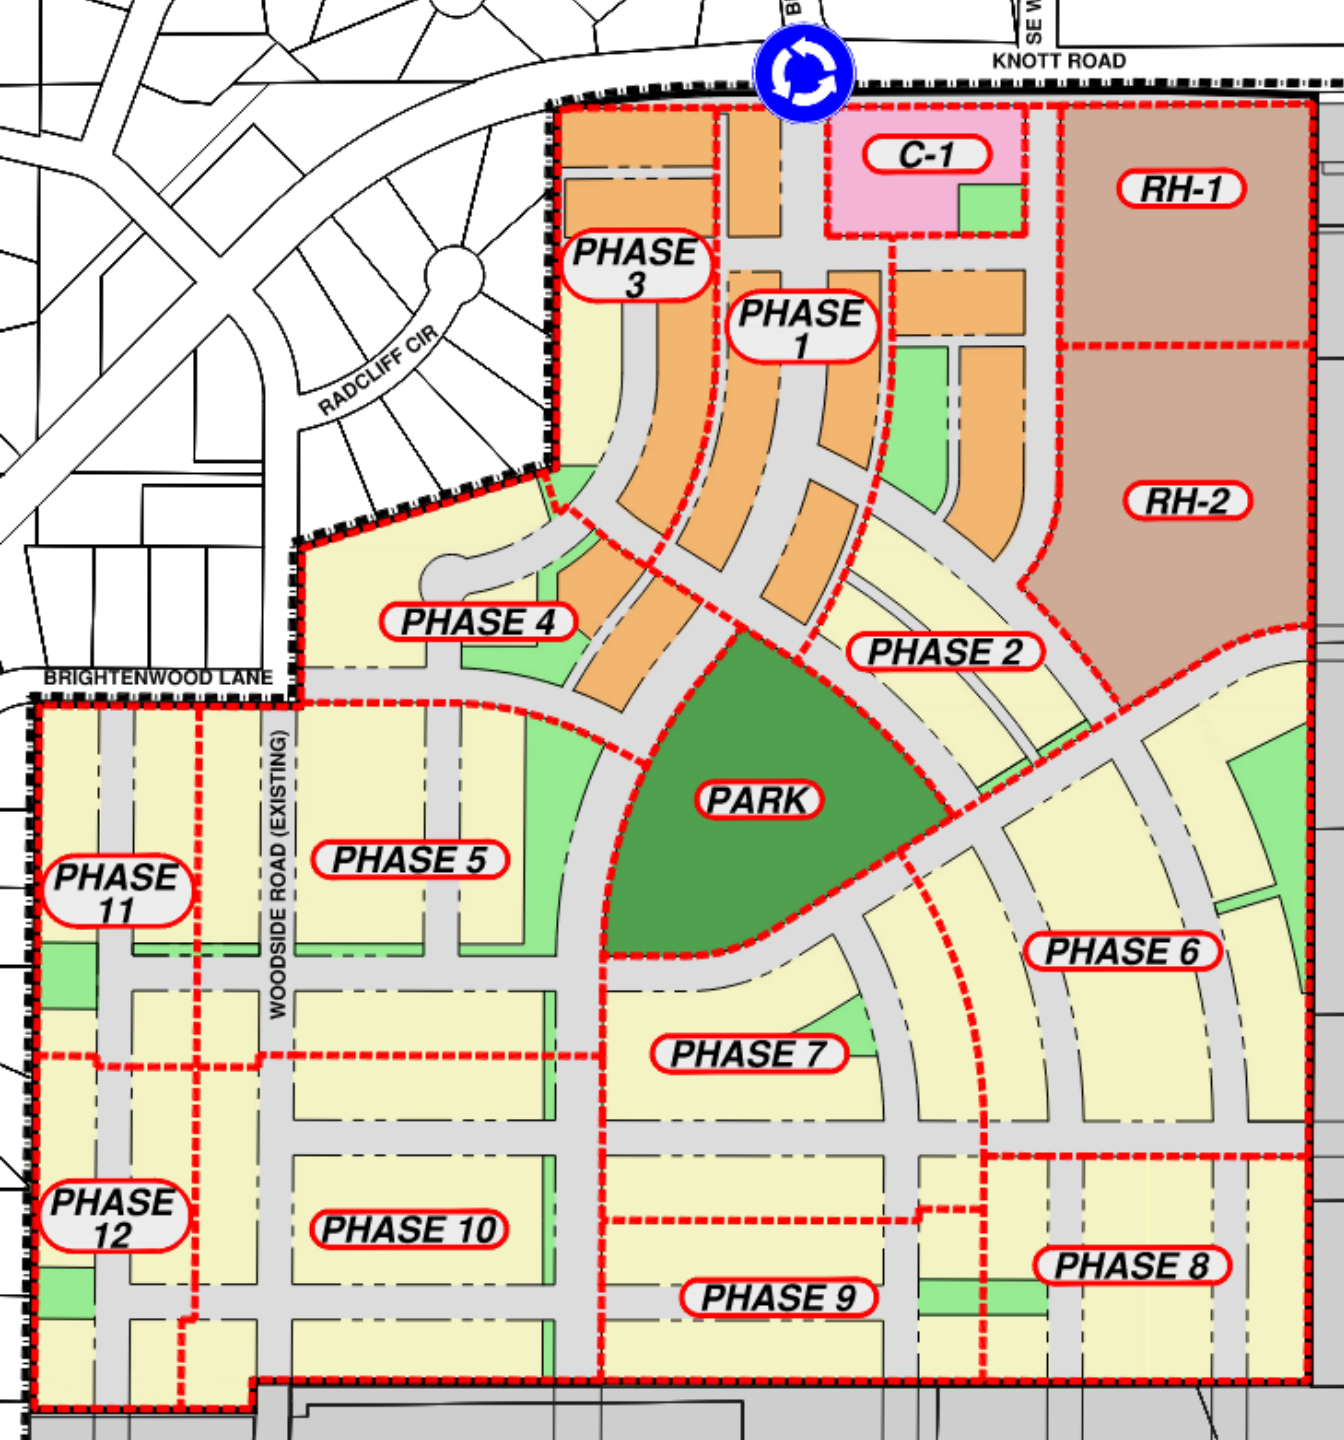 SE W
KNOTT ROAD
C-1
RH-1
PHASE
3
PHASE
1
RADCLIFF CIR
RH-2
PHASE 4
PHASE 2
BRIGHTENWOOD LANE
PARK
WOODSIDE ROAD (EXISTING)
PHASE 5
PHASE
11
PHASE 6
PHASE 7
PHASE
12
PHASE 10
PHASE 8
PHASE 9